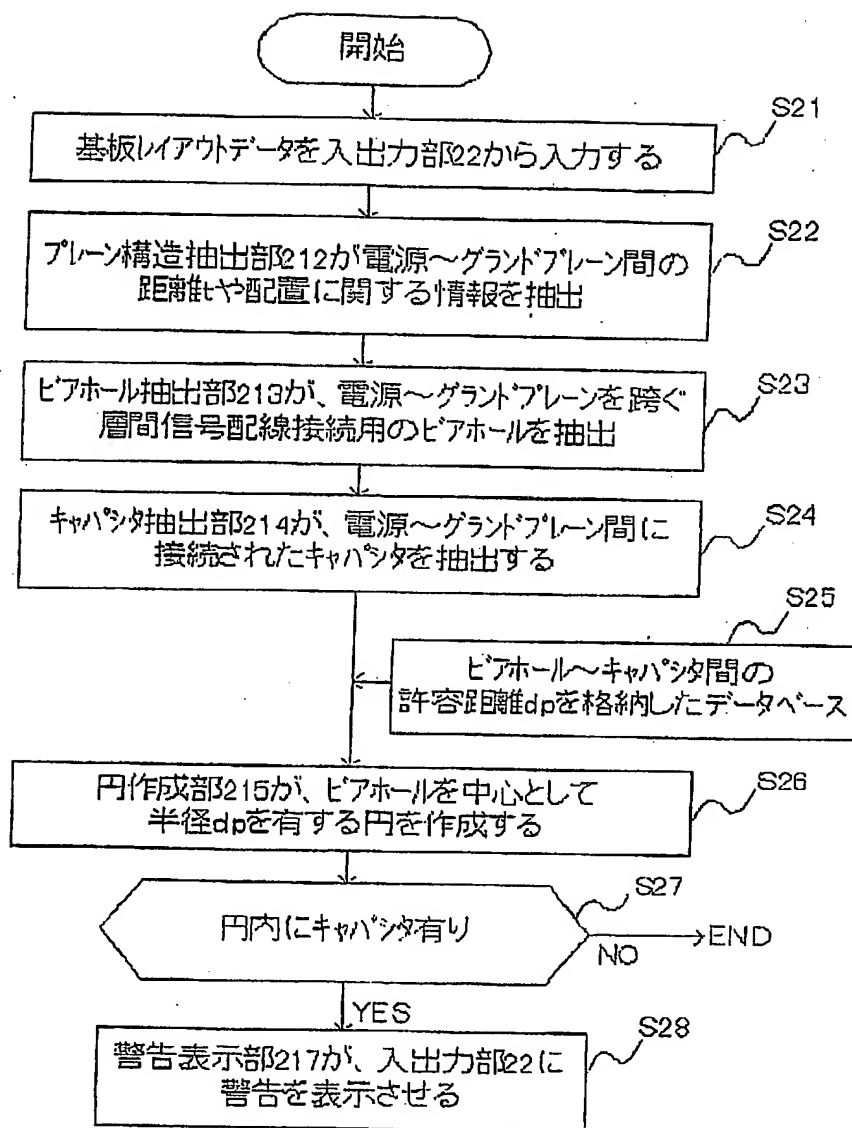 開始
S21
基板レイアウトデータを入出力部22から入力する
S22
プレーン構造抽出部212が電源～グランドプレーン間の
距離tや配置に関する情報を抽出
S23
ビアホール抽出部213が、電源～グランドプレーンを跨ぐ
層間信号配線接続用のビアホールを抽出
S24
キャパシタ抽出部214が、電源～グランドプレーン間に
接続されたキャパシタを抽出する
S25
ビアホール～キャパシタ間の
許容距離dpを格納したデータベース
S26
円作成部215が、ビアホールを中心として
半径dpを有する円を作成する
S27
円内にキャパシタ有り
NO
END
YES
S28
警告表示部217が、入出力部22に
警告を表示させる